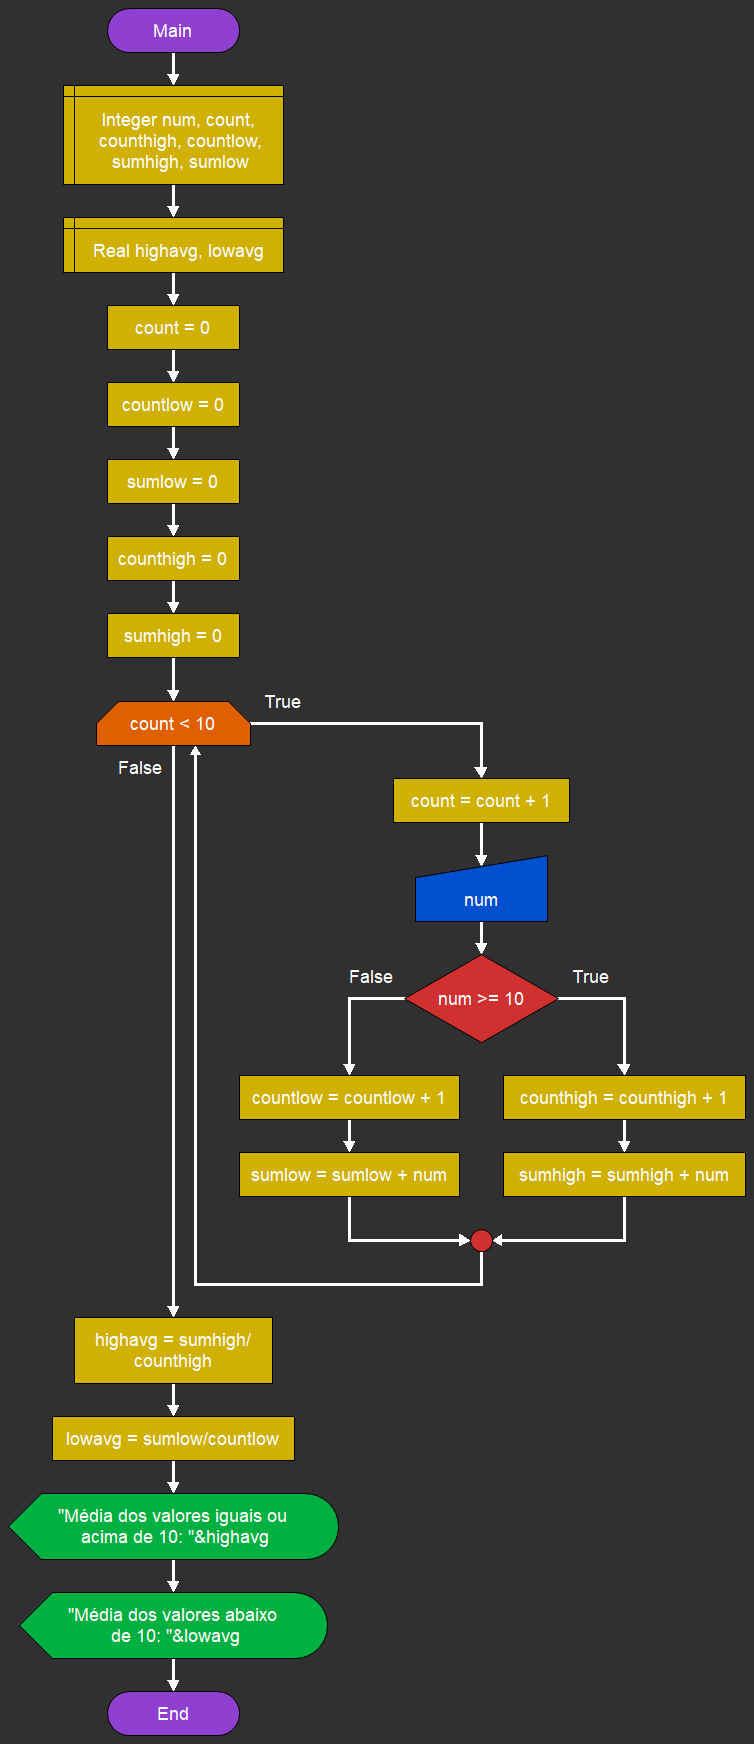 Main
Integer num, count,
counthigh, countlow,
sumhigh, sumlow
Real highavg, lowavg
count = 0
countlow = 0
sumlow = 0
counthigh = 0
sumhigh = 0
count < 10
True
False
count = count + 1
num
num >= 10
False
True
countlow = countlow + 1
counthigh = counthigh + 1
sumlow = sumlow + num
sumhigh = sumhigh + num
highavg = sumhigh/
counthigh
lowavg = sumlow/countlow
"Média dos valores iguais ou
acima de 10: "&highavg
"Média dos valores abaixo
de 10: "&lowavg
End